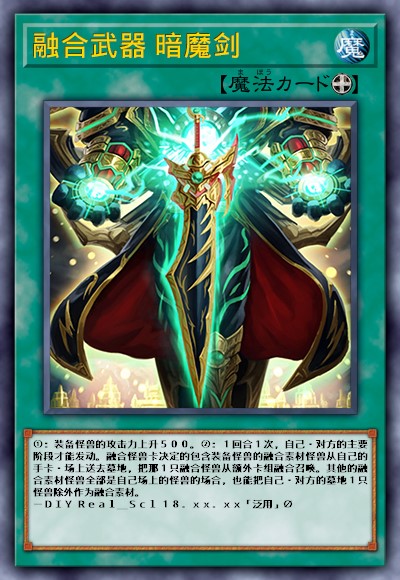 融合武器 暗魔剑
魔
【魔法カード】
まほう
①：装备怪兽的攻击力上升５００。②：１回合１次，自己・对方的主要
阶段才能发动。融合怪兽卡决定的包含装备怪兽的融合素材怪兽从自己的
手卡・场上送去墓地，把那１只融合怪兽从额外卡组融合召唤。其他的融
合素材怪兽全部是自己场上的怪兽的场合，也能把自己・对方的墓地１只
怪兽除外作为融合素材。
－ＤＩＹＲｅａｌ＿Ｓｃｌ１８．ｘｘ．ｘｘ「泛用」∅